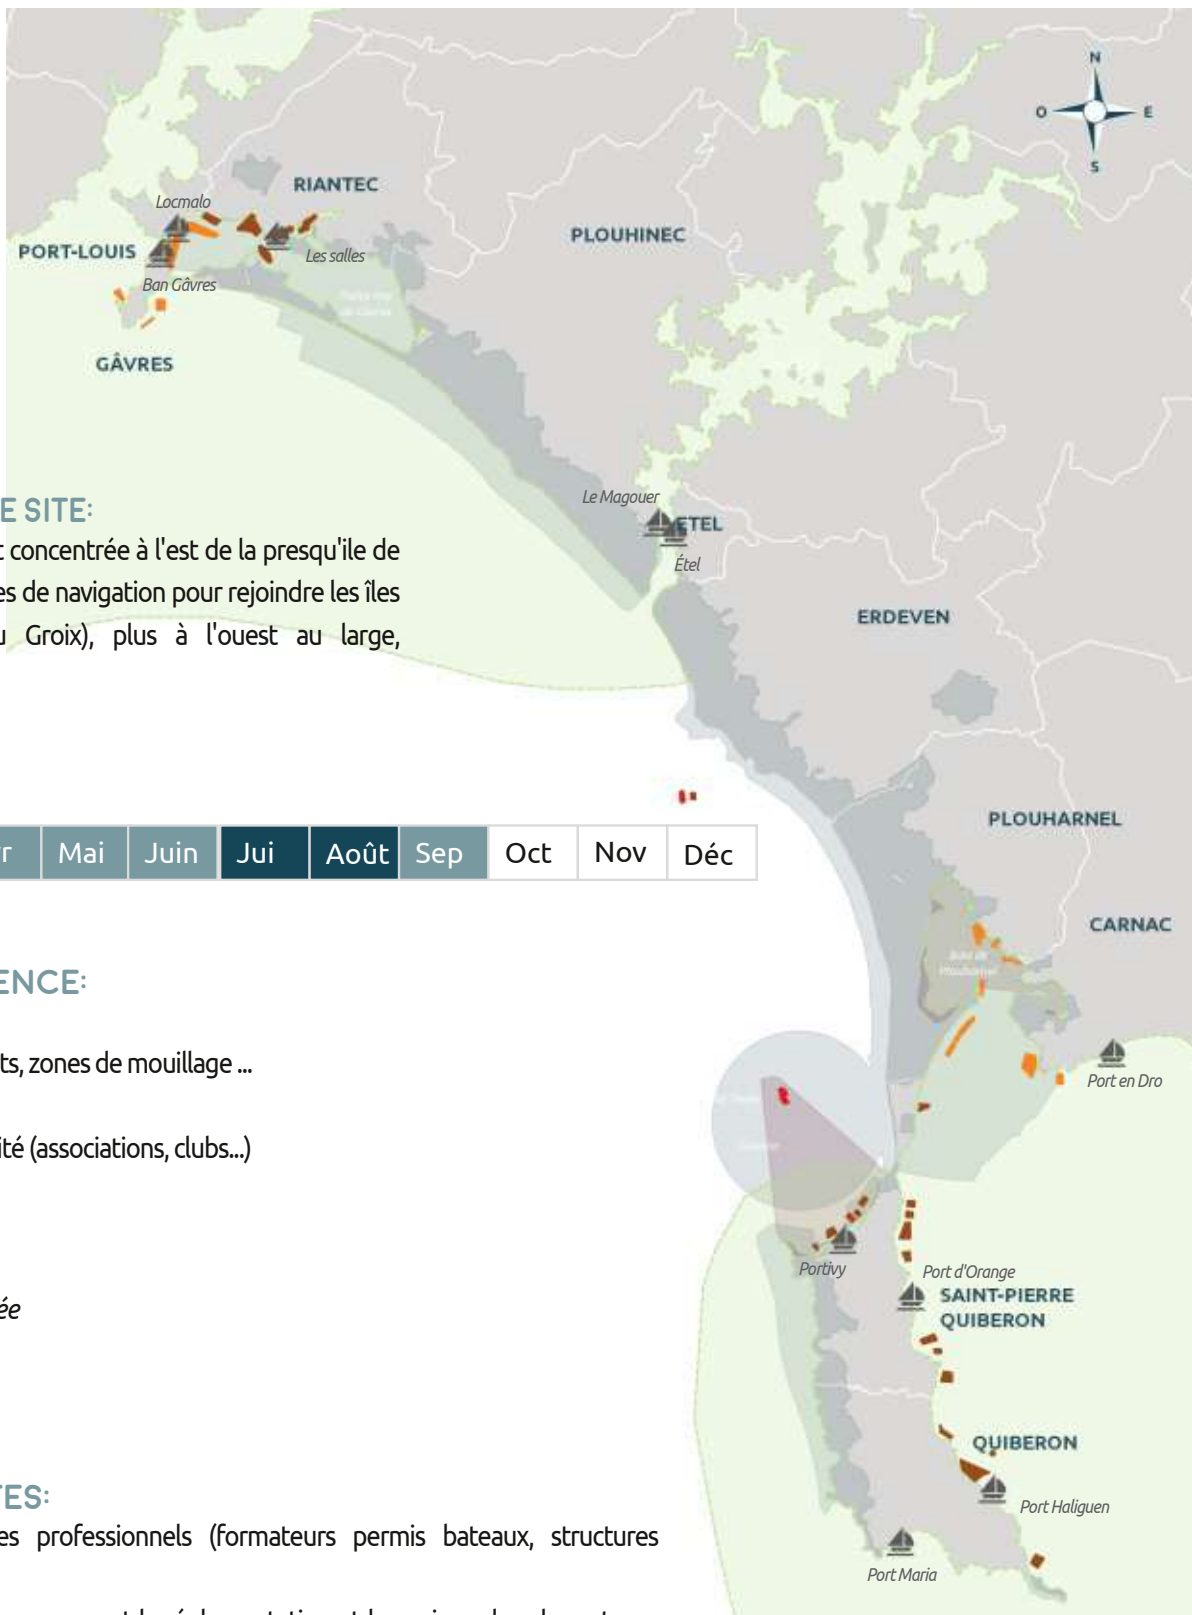 N
O
E
S
RIANTEC
Locmalo
PLOUHINEC
PORT-LOUIS
Les salles
Ban Gâvres
GÂVRES
Le Magouer
E SITE:
ETEL
t concentrée à l'est de la presqu'ile de
Étel
es de navigation pour rejoindre les îles
ERDEVEN
u Groix), plus à l'ouest au large,
PLOUHARNEL
r Mai Juin Jui Août Sep Oct Nov Déc
CARNAC
ENCE:
ts, zones de mouillage ...
Port en Dro
ité (associations, clubs...)
Portivy
Port d'Orange
SAINT-PIERRE
QUIBERON
ée
QUIBERON
TES:
Port Haliguen
es professionnels (formateurs permis bateaux, structures
Port Maria